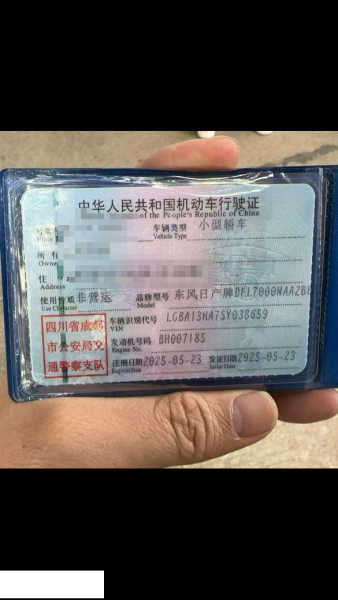 中华人民共和国机动车行驶证
of the People's Republic of China
车辆类型 小型轿车
Vehicle Type
所
Owner
住
使用性质 非营运 品牌型号 东风日产牌DFL7000NAA2B
Use Character Model
四川省成都市公安局交通警察支队
车辆识别代号 LGBA13HA7SY038659
VIN
发动机号码 BH007185
Engine No.
注册日期 2025-05-23 发证日期 2025-05-23
Register Date Issue Date